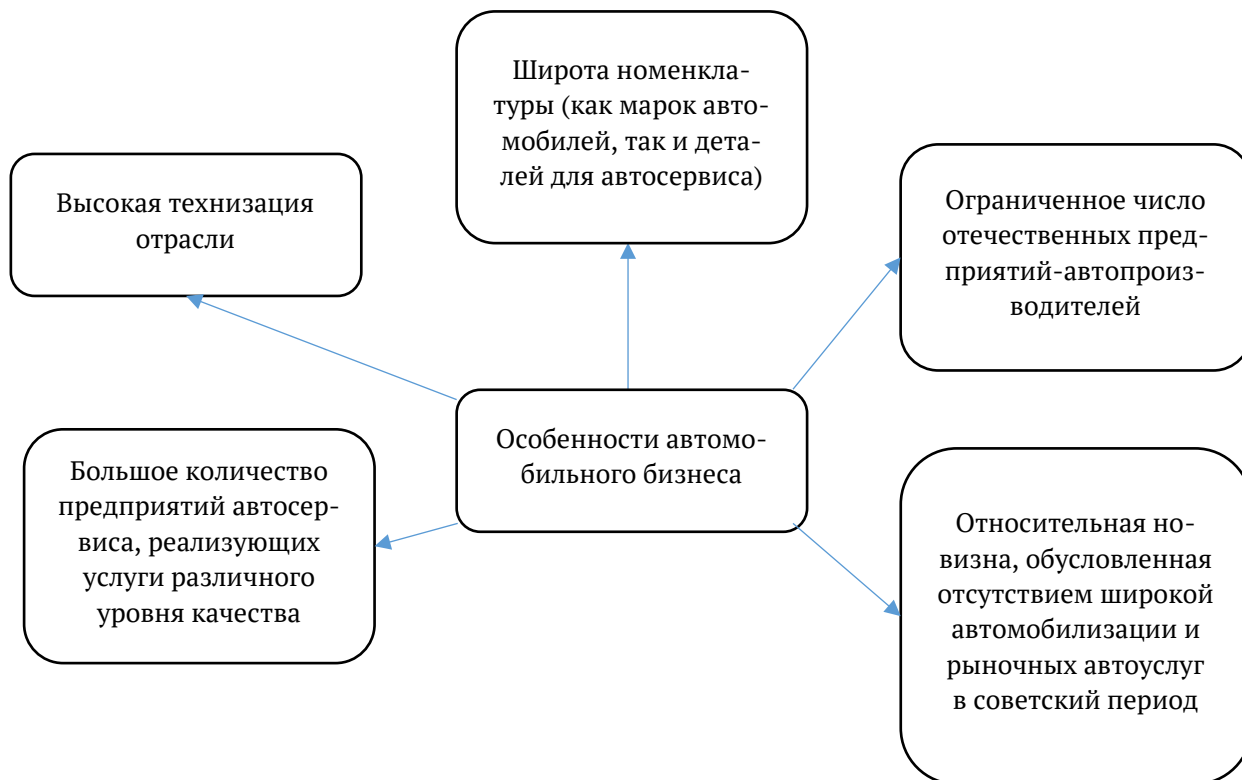 Широта номенкла-
туры (как марок авто-
мобилей, так и дета-
лей для автосервиса)
Высокая технизация
отрасли
Ограниченное число
отечественных пред-
приятий-автопроиз-
водителей
Особенности автомо-
бильного бизнеса
Большое количество
предприятий автосер-
виса, реализующих
услуги различного
уровня качества
Относительная но-
визна, обусловленная
отсутствием широкой
автомобилизации и
рыночных автоуслуг
в советский период